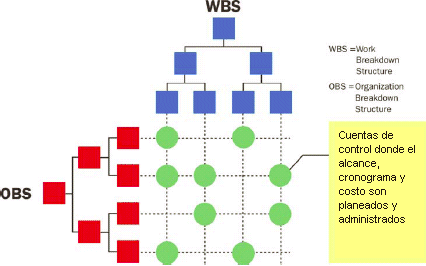 WBS
WBS = Work
Breakdown
Structure
OBS = Organization
Breakdown
Structure
OBS
Cuentas de
control donde el
alcance,
cronograma y
costo son
planeados y
administrados